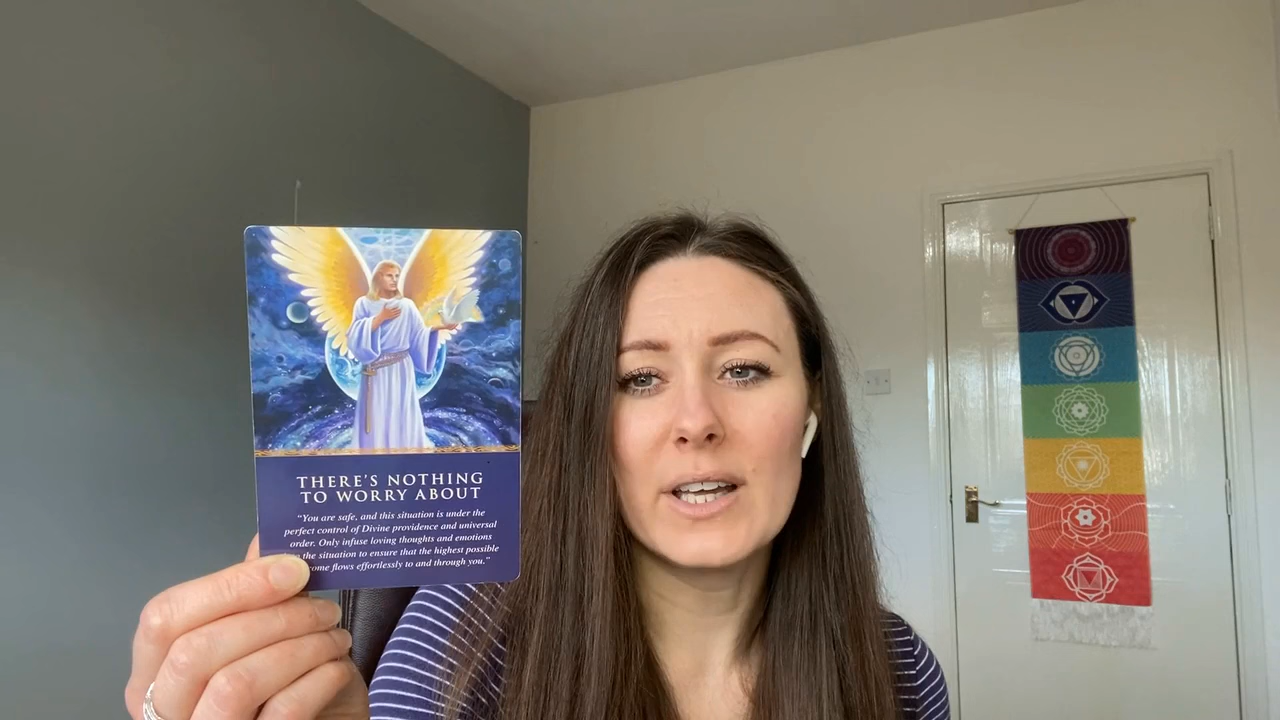 THERE'S NOTHING
TO WORRY ABOUT
"You are safe, and this situation is under the
perfect control of Divine providence and universal
order. Only infuse loving thoughts and emotions
the situation to ensure that the highest possible
flows effortlessly to and through you."